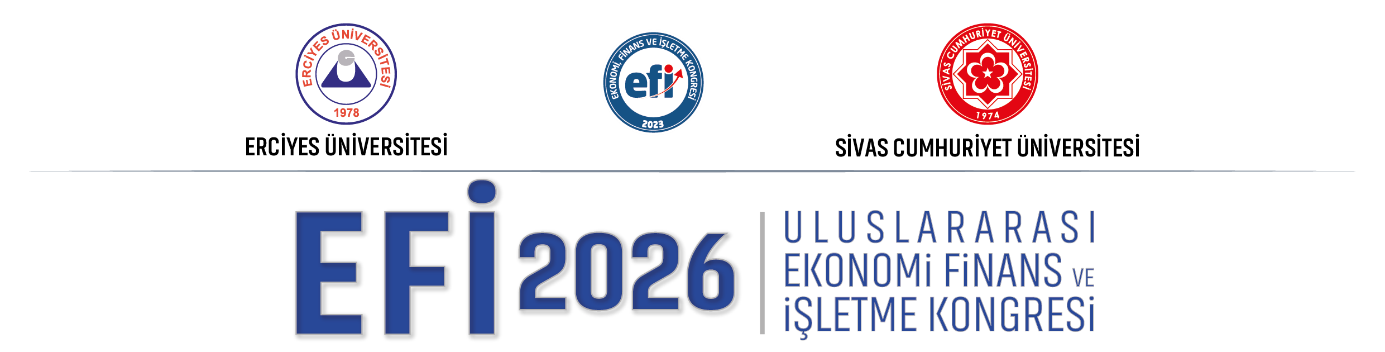 ERCİYES ÜNİVERSİTESİ
1978
ERCİYES ÜNİVERSİTESİ
EKONOMİ, FİNANS VE İŞLETME KONGRESİ
efi
2023
SİVAS CUMHURİYET ÜNİVERSİTESİ
1974
SİVAS CUMHURİYET ÜNİVERSİTESİ
EFİ 2026
ULUSLARARASI
EKONOMİ FİNANS VE
İŞLETME KONGRESİ